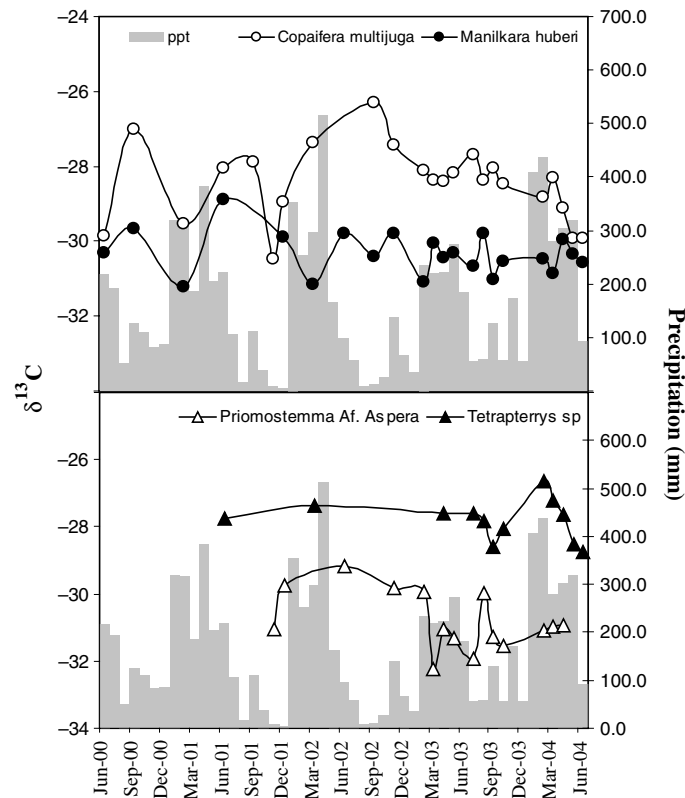 −24
−26
−28
−30
−32
700.0
600.0
500.0
400.0
300.0
200.0
100.0
ppt
Copaifera multijuga
Manilkara huberi
δ13C
Precipitation (mm)
Priomostemma Af. Aspera
Tetrapterrys sp
−26
−28
−30
−32
−34
600.0
500.0
400.0
300.0
200.0
100.0
0.0
Jun-00
Sep-00
Dec-00
Mar-01
Jun-01
Sep-01
Dec-01
Mar-02
Jun-02
Sep-02
Dec-02
Mar-03
Jun-03
Sep-03
Dec-03
Mar-04
Jun-04